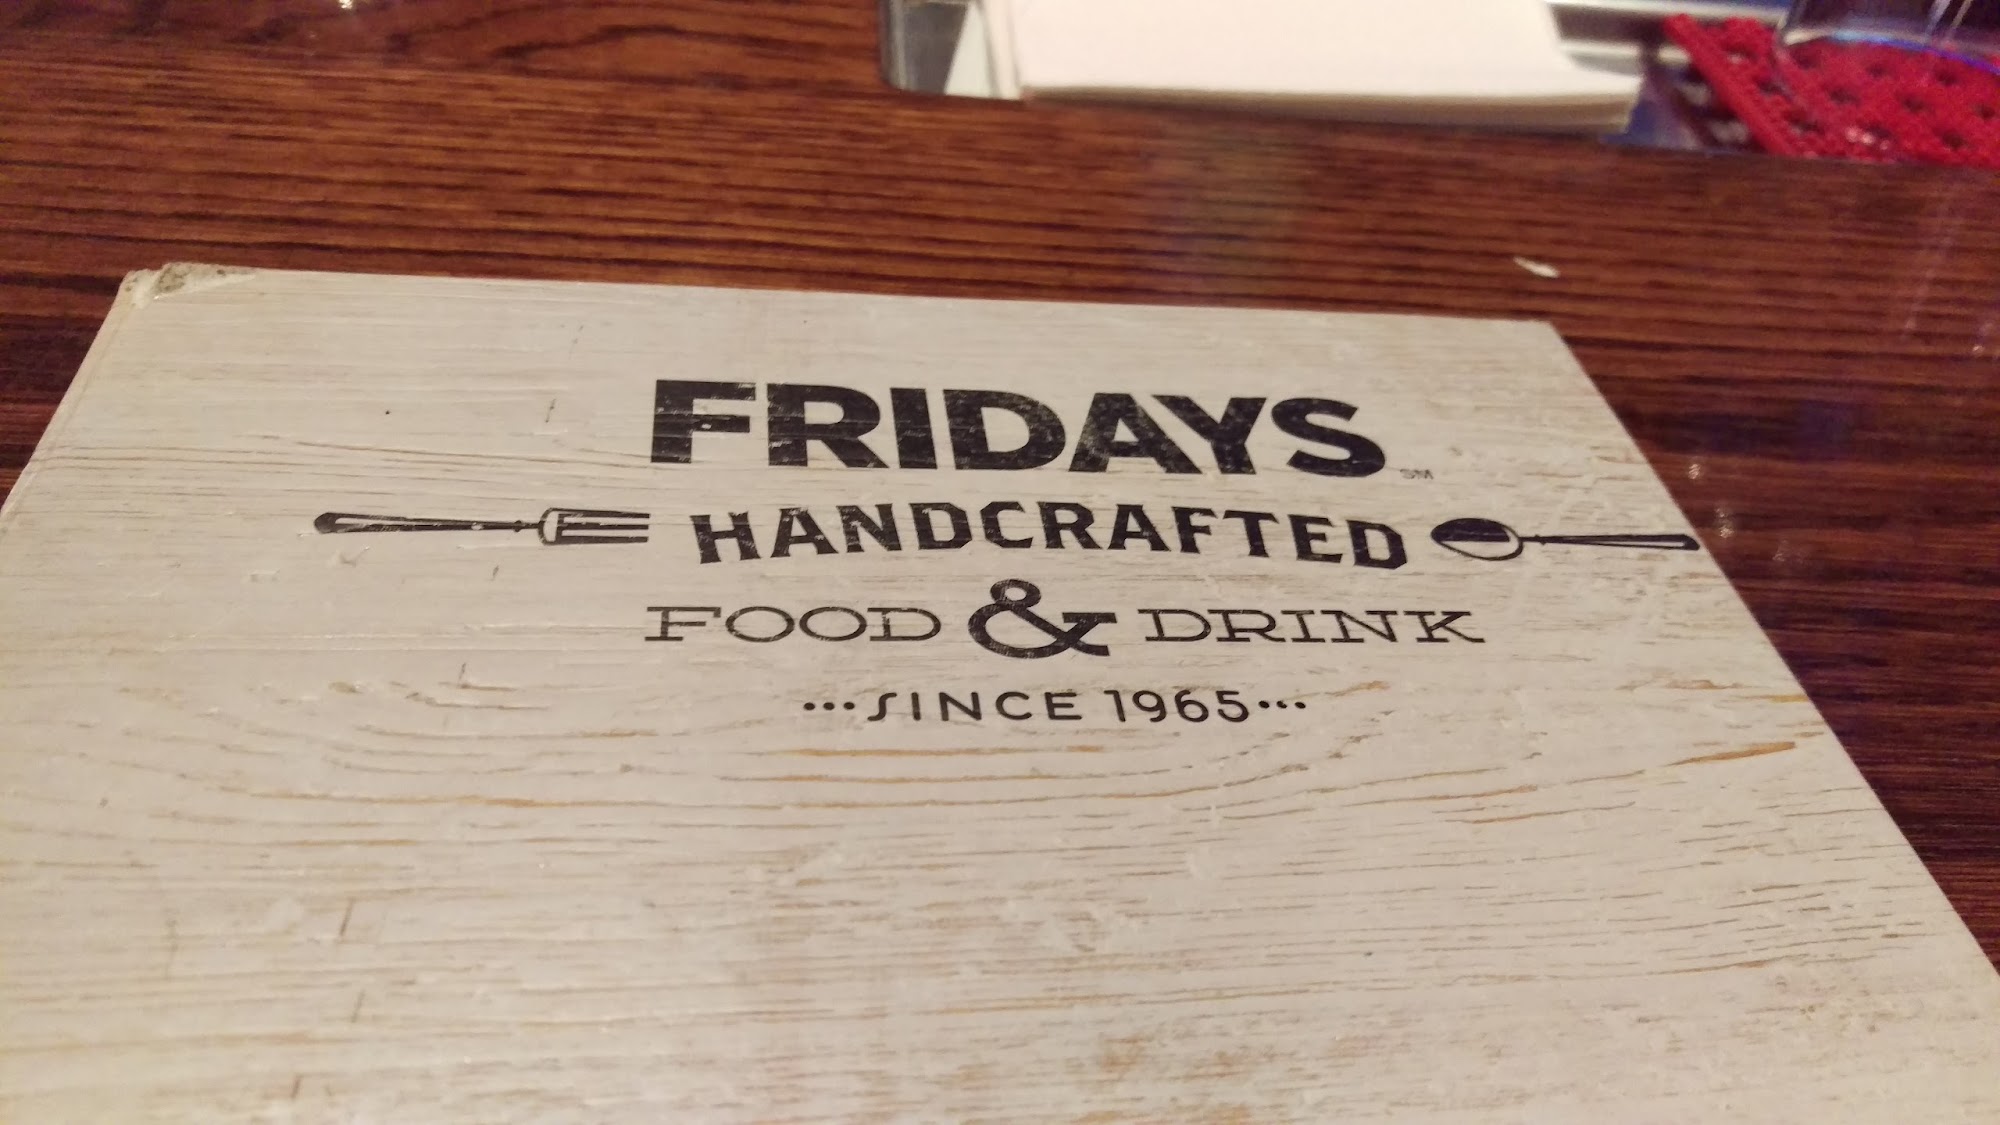 FRIDAYS SM
HANDCRAFTED
FOOD & DRINK
···SINCE 1965···